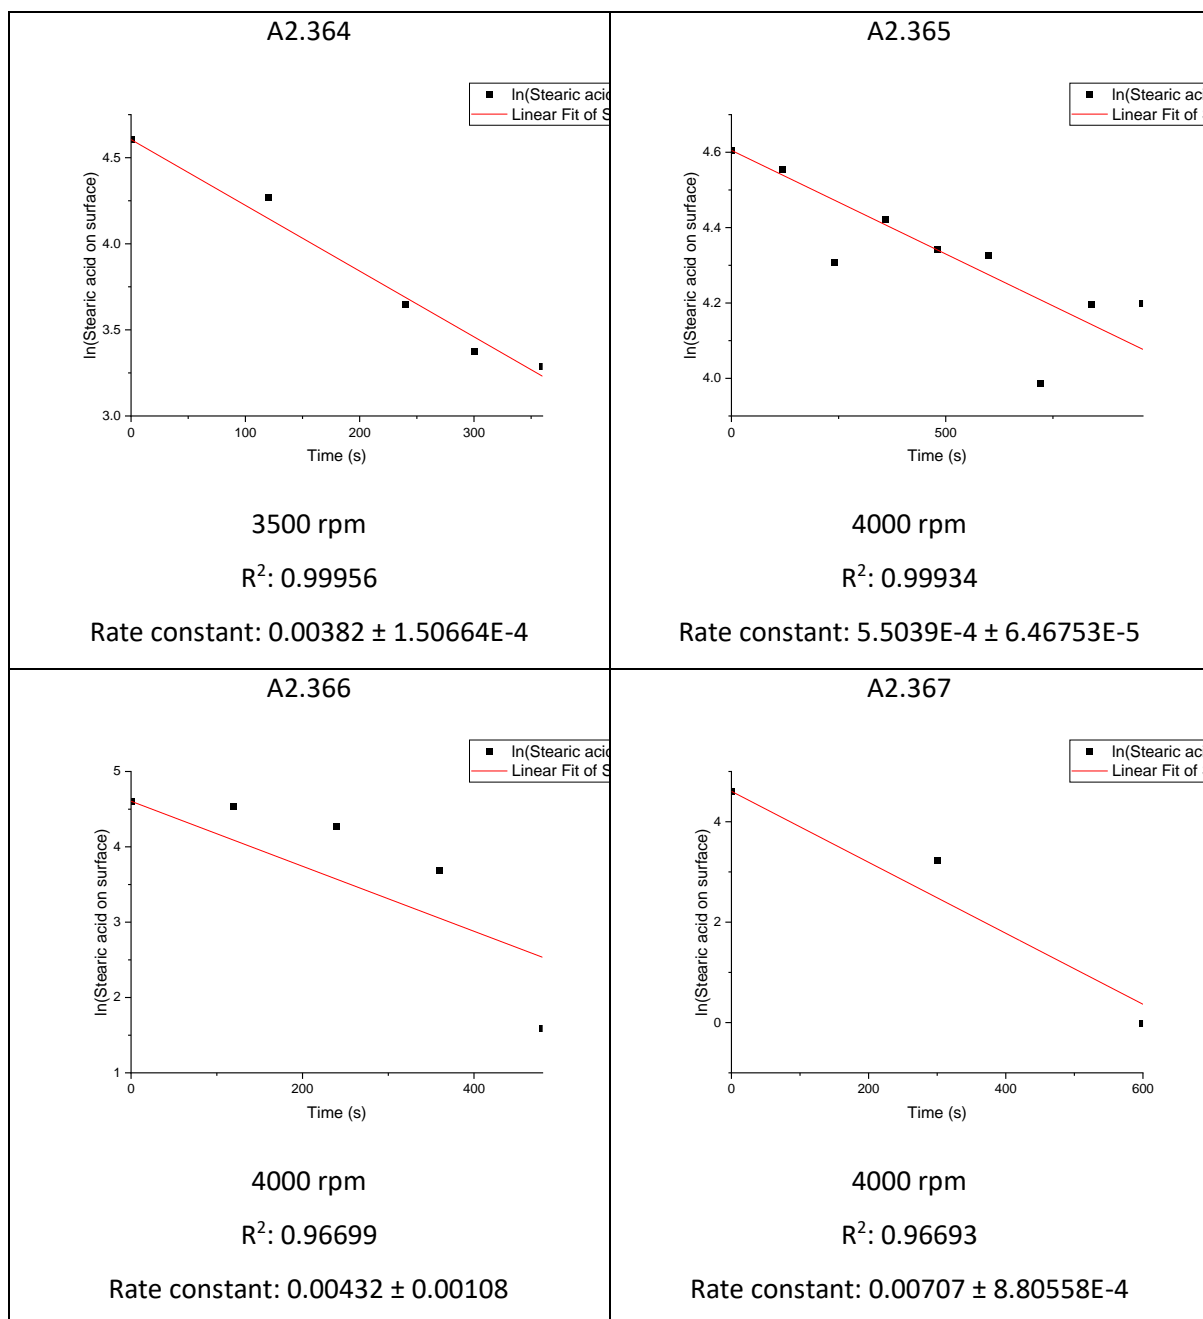 A2.364
ln(Stearic acid
Linear Fit of S
ln(Stearic acid on surface)
4.5
4.0
3.5
3.0
0
100
200
300
Time (s)
3500 rpm
R²: 0.99956
Rate constant: 0.00382 ± 1.50664E-4
A2.365
ln(Stearic aci
Linear Fit of
ln(Stearic acid on surface)
4.6
4.4
4.2
4.0
0
500
Time (s)
4000 rpm
R²: 0.99934
Rate constant: 5.5039E-4 ± 6.46753E-5
A2.366
ln(Stearic acid
Linear Fit of S
ln(Stearic acid on surface)
5
4
3
2
1
0
200
400
Time (s)
4000 rpm
R²: 0.96699
Rate constant: 0.00432 ± 0.00108
A2.367
ln(Stearic aci
Linear Fit of
ln(Stearic acid on surface)
4
2
0
0
200
400
600
Time (s)
4000 rpm
R²: 0.96693
Rate constant: 0.00707 ± 8.80558E-4